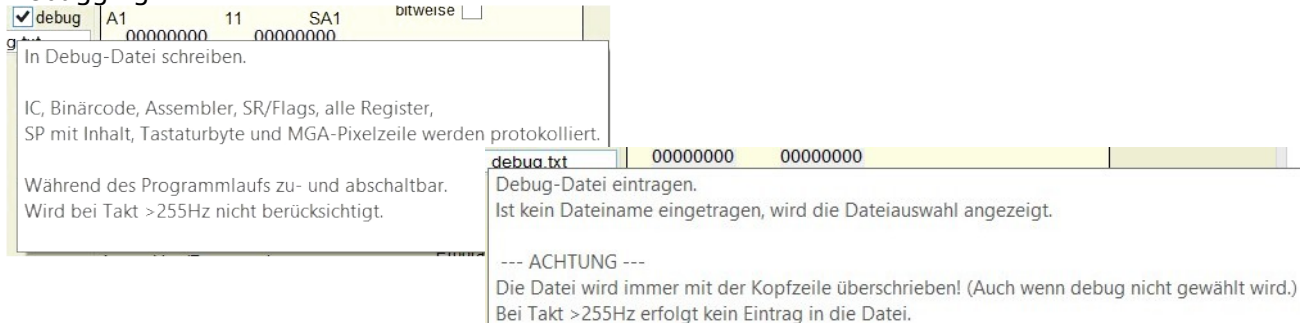 debug
A1 11 SA1
bitweise
00000000 00000000
In Debug-Datei schreiben.
IC, Binärcode, Assembler, SR/Flags, alle Register,
SP mit Inhalt, Tastaturbyte und MGA-Pixelzeile werden protokolliert.
Während des Programmlaufs zu- und abschaltbar.
Wird bei Takt >255Hz nicht berücksichtigt.
debug.txt 00000000 00000000
Debug-Datei eintragen.
Ist kein Dateiname eingetragen, wird die Dateiauswahl angezeigt.
--- ACHTUNG ---
Die Datei wird immer mit der Kopfzeile überschrieben! (Auch wenn debug nicht gewählt wird.)
Bei Takt >255Hz erfolgt kein Eintrag in die Datei.